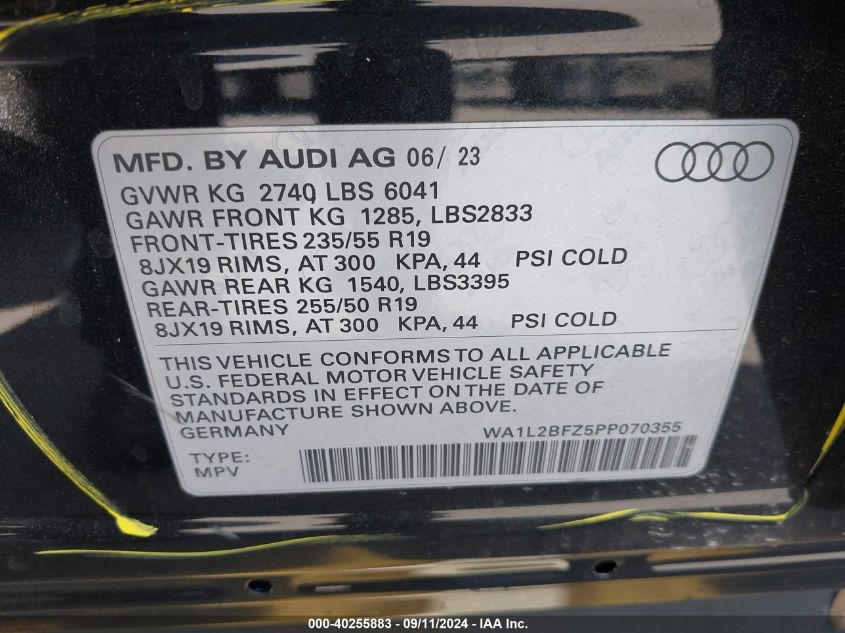 MFD. BY AUDI AG 06/ 23
GVWR KG 2740 LBS 6041
GAWR FRONT KG 1285, LBS2833
FRONT-TIRES 235/55 R19
8JX19 RIMS, AT 300 KPA, 44 PSI COLD
GAWR REAR KG 1540, LBS3395
REAR-TIRES 255/50 R19
8JX19 RIMS, AT 300 KPA, 44 PSI COLD
THIS VEHICLE CONFORMS TO ALL APPLICABLE
U.S. FEDERAL MOTOR VEHICLE SAFETY
STANDARDS IN EFFECT ON THE DATE OF
MANUFACTURE SHOWN ABOVE.
GERMANY WA1L2BFZ5PP070355
TYPE:
MPV
000-40255883 - 09/11/2024 - IAA Inc.